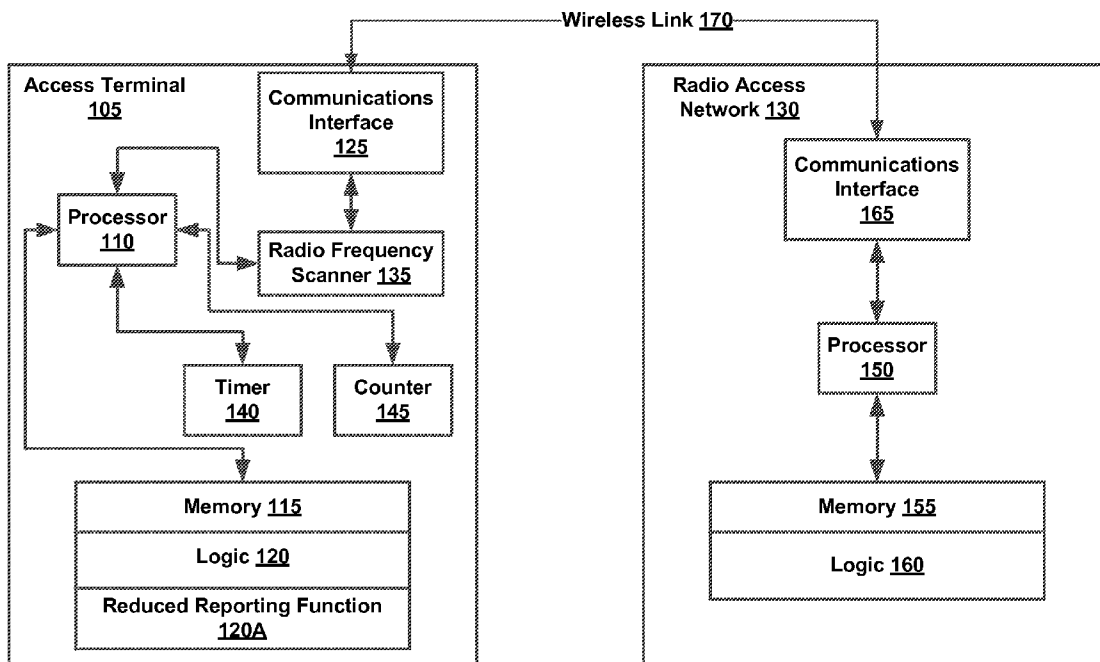 Wireless Link 170
Access Terminal
105
Communications
Interface
125
Processor
110
Radio Frequency
Scanner 135
Timer
140
Counter
145
Memory 115
Logic 120
Reduced Reporting Function
120A
Radio Access
Network 130
Communications
Interface
165
Processor
150
Memory 155
Logic 160